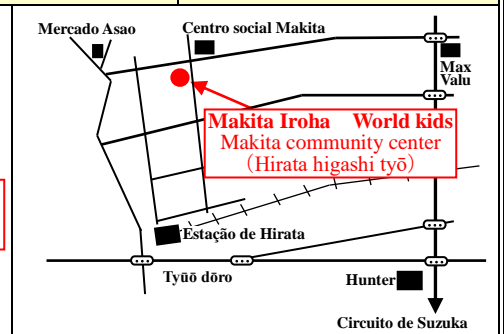 Mercado Asao
Centro social Makita
Max
Valu
Makita Iroha World kids
Makita community center
（Hirata higashi tyō）
Estação de Hirata
Tyūō dōro
Hunter
Circuito de Suzuka